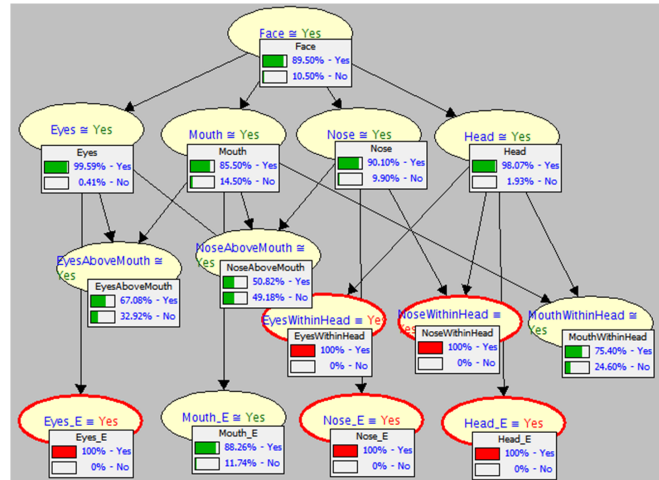 Face ≅ Yes
Face
89.50% - Yes
10.50% - No
Eyes ≅ Yes
Eyes
99.59% - Yes
0.41% - No
Mouth ≅ Yes
Mouth
85.50% - Yes
14.50% - No
Nose ≅ Yes
Nose
90.10% - Yes
9.90% - No
Head ≅ Yes
Head
98.07% - Yes
1.93% - No
EyesAboveMouth ≅
Yes
EyesAboveMouth
67.08% - Yes
32.92% - No
NoseAboveMouth ≅
Yes
NoseAboveMouth
50.82% - Yes
49.18% - No
EyesWithinHead ≡ Yes
EyesWithinHead
100% - Yes
0% - No
NoseWithinHead ≡
Yes
NoseWithinHead
100% - Yes
0% - No
MouthWithinHead ≅
Yes
MouthWithinHead
75.40% - Yes
24.60% - No
Eyes_E ≡ Yes
Eyes_E
100% - Yes
0% - No
Mouth_E ≅ Yes
Mouth_E
88.26% - Yes
11.74% - No
Nose_E ≡ Yes
Nose_E
100% - Yes
0% - No
Head_E ≡ Yes
Head_E
100% - Yes
0% - No